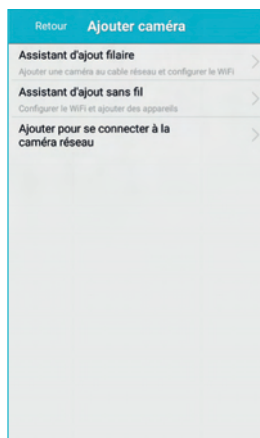 Retour Ajouter caméra
Assistant d'ajout filaire
Ajouter une caméra au cable réseau et configurer le WiFi
Assistant d'ajout sans fil
Configurer le WiFi et ajouter des appareils
Ajouter pour se connecter à la
caméra réseau